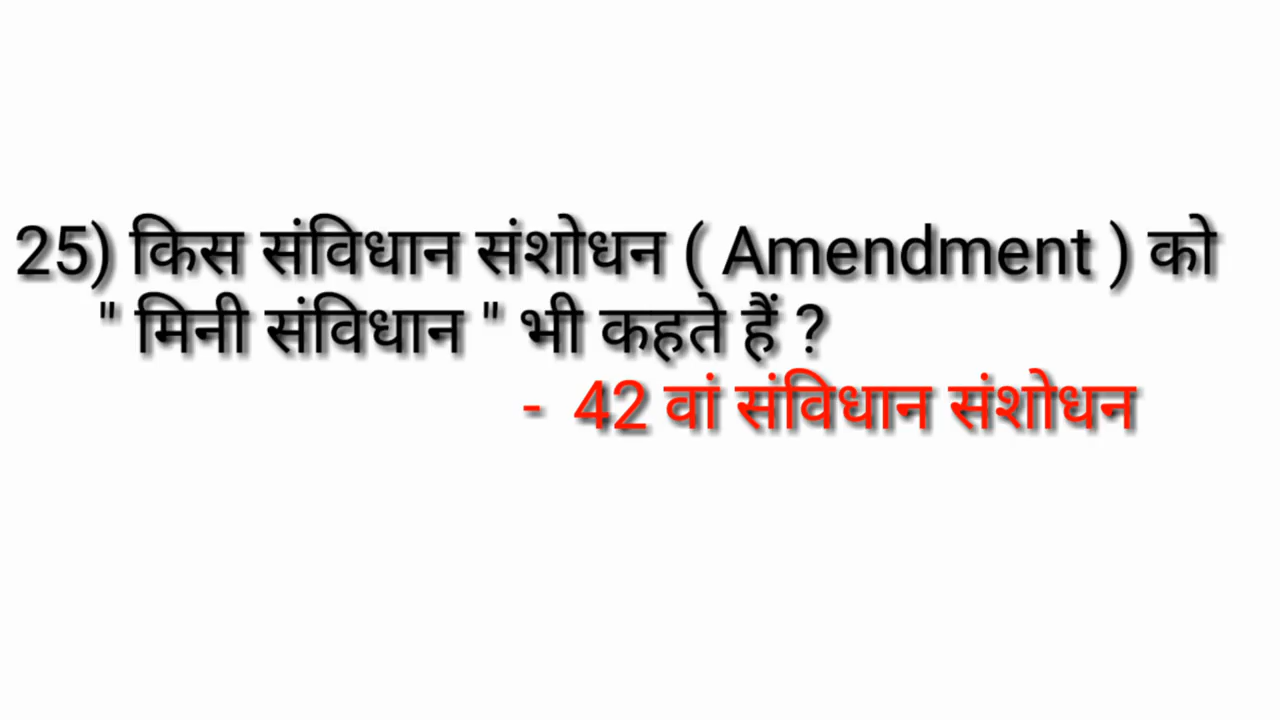 25) किस संविधान संशोधन ( Amendment ) को
" मिनी संविधान " भी कहते हैं ?
- 42 वां संविधान संशोधन